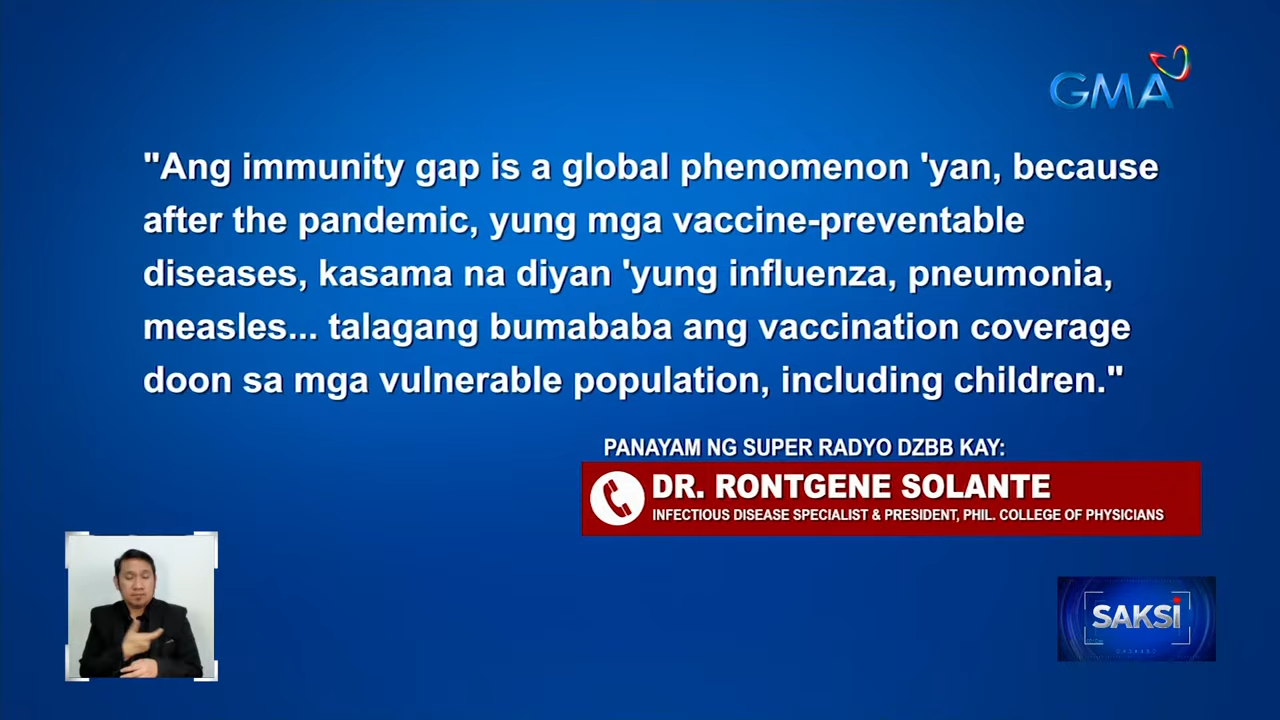 GMA
"Ang immunity gap is a global phenomenon 'yan, because
after the pandemic, yung mga vaccine-preventable
diseases, kasama na diyan 'yung influenza, pneumonia,
measles... talagang bumababa ang vaccination coverage
doon sa mga vulnerable population, including children."
PANAYAM NG SUPER RADYO DZBB KAY:
DR. RONTGENE SOLANTE
INFECTIOUS DISEASE SPECIALIST & PRESIDENT, PHIL. COLLEGE OF PHYSICIANS
SAKSI